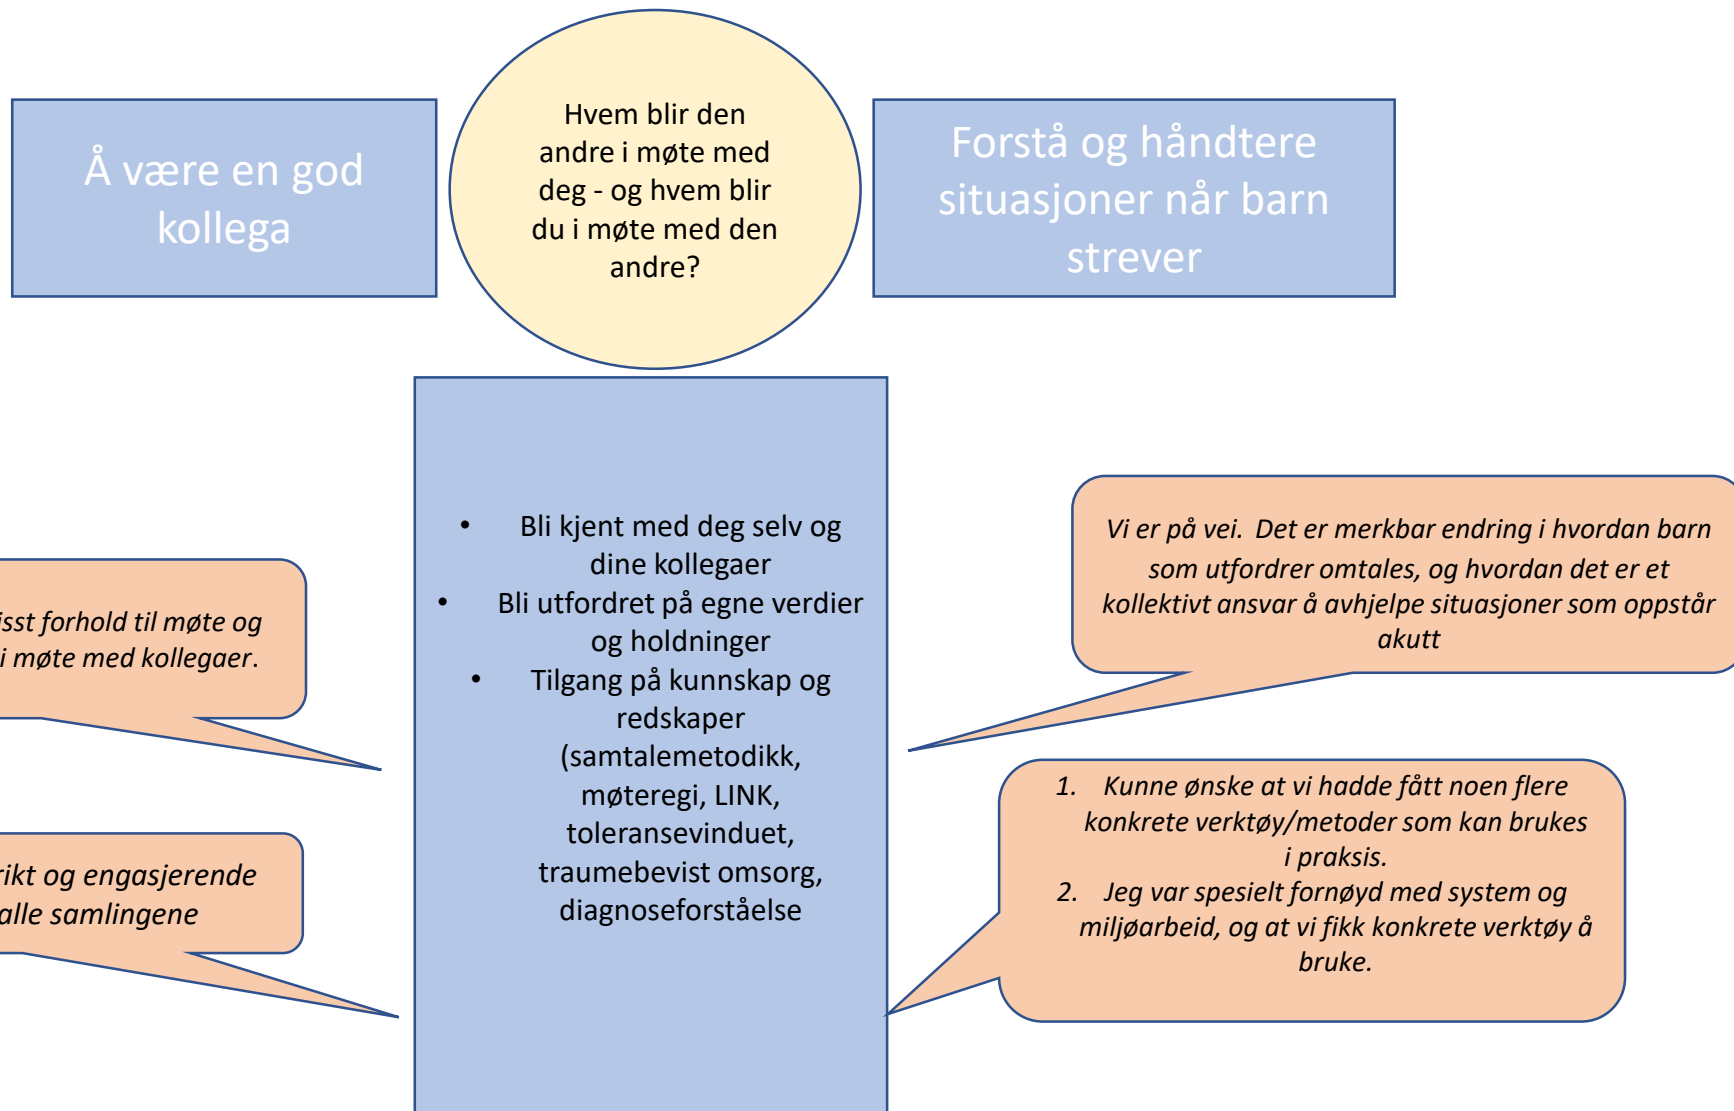 Å være en god
kollega
Hvem blir den
andre i møte med
deg - og hvem blir
du i møte med den
andre?
Forstå og håndtere
situasjoner når barn
strever
• Bli kjent med deg selv og
dine kollegaer
• Bli utfordret på egne verdier
og holdninger
• Tilgang på kunnskap og
redskaper
(samtalemetodikk,
møteregi, LINK,
toleransevinduet,
traumebevist omsorg,
diagnoseforståelse
forhold til møte og
i møte med kollegaer.
og engasjerende
alle samlingene
Vi er på vei. Det er merkbar endring i hvordan barn
som utfordrer omtales, og hvordan det er et
kollektivt ansvar å avhjelpe situasjoner som oppstår
akutt
1. Kunne ønske at vi hadde fått noen flere
konkrete verktøy/metoder som kan brukes
i praksis.
2. Jeg var spesielt fornøyd med system og
miljøarbeid, og at vi fikk konkrete verktøy å
bruke.